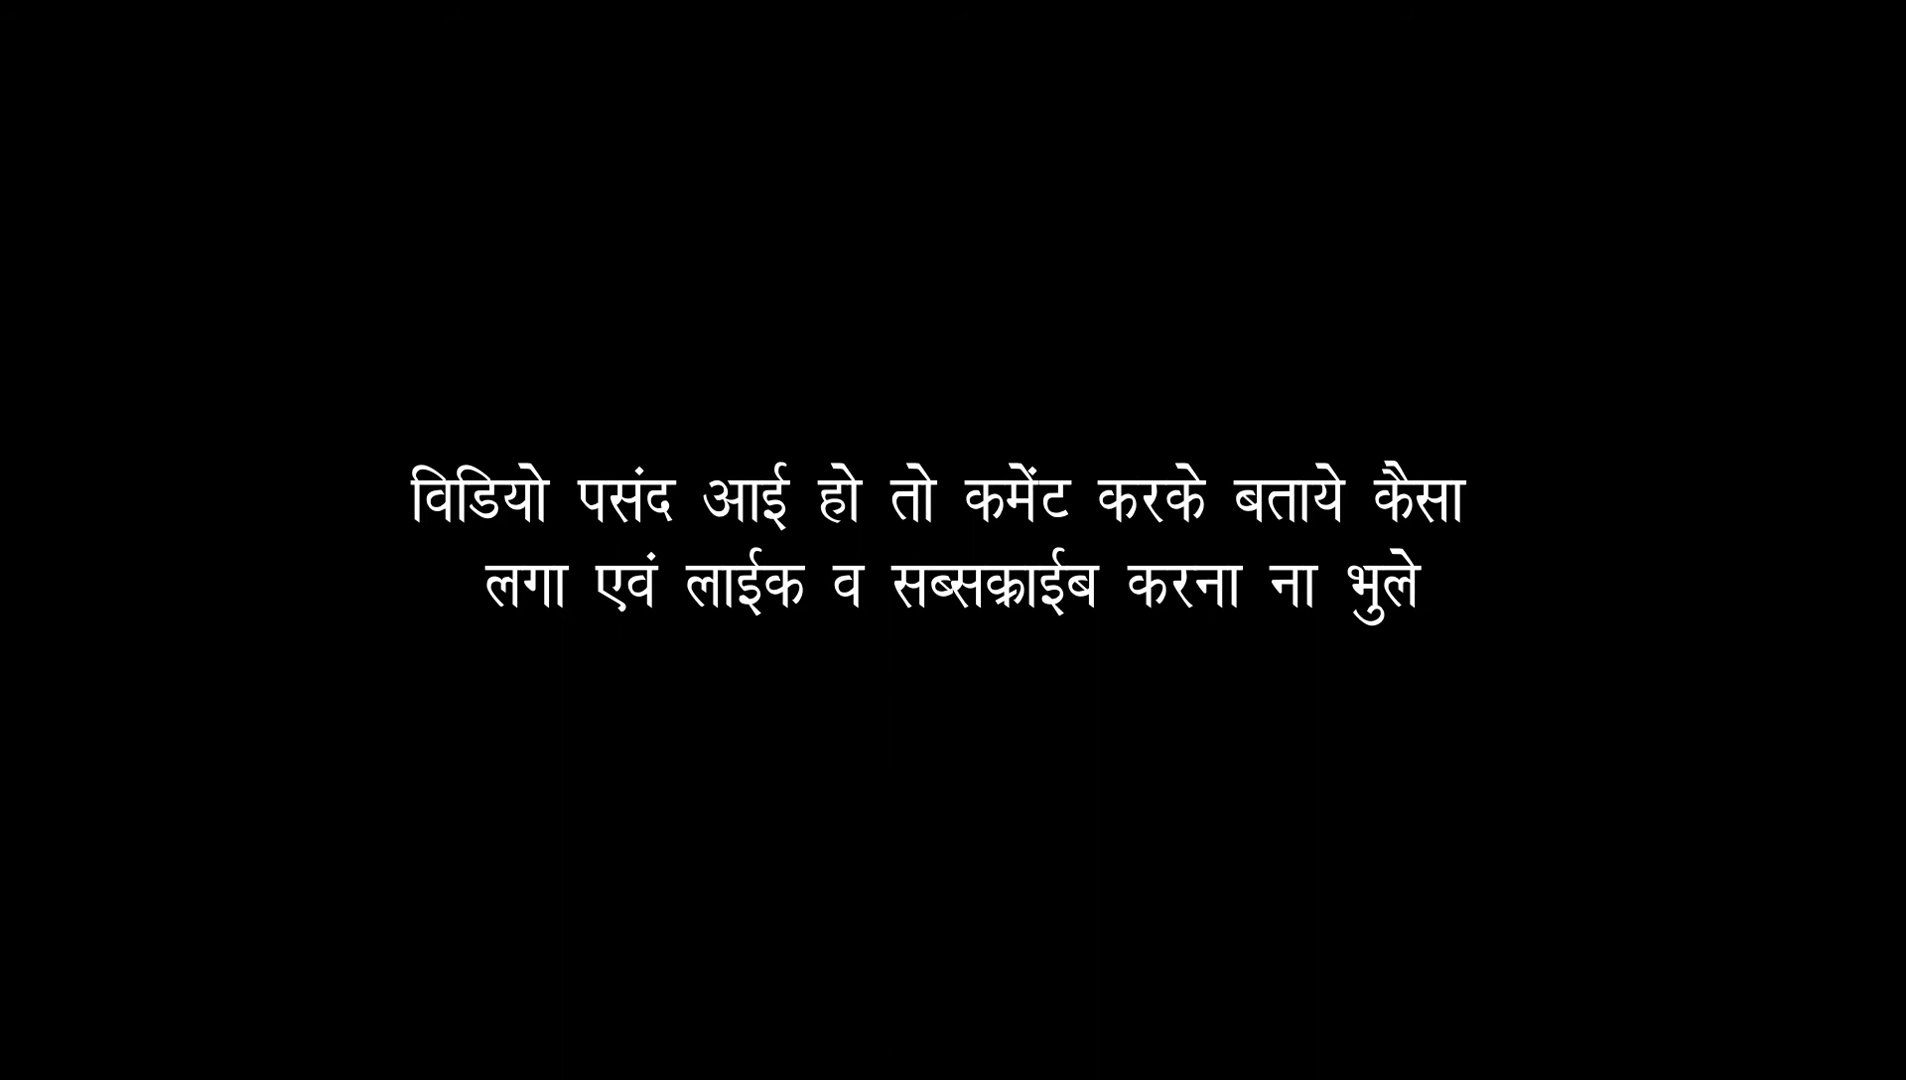 विडियो पसंद आई हो तो कमेंट करके बताये कैसा
लगा एवं लाईक व सब्सक्राईब करना ना भुले